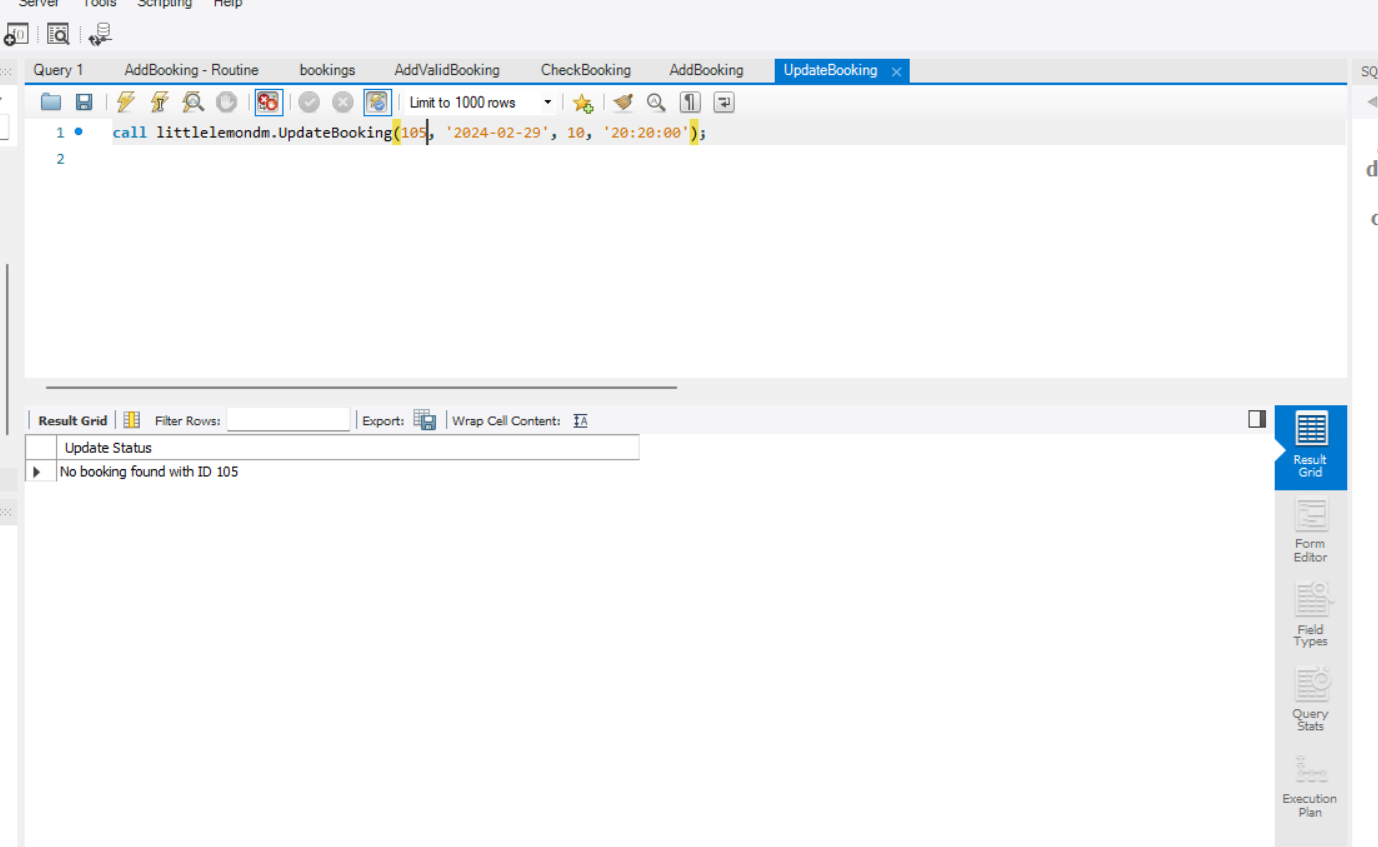 Server Tools Scripting Help
Query 1 AddBooking - Routine bookings AddValidBooking CheckBooking AddBooking UpdateBooking
SQ
Limit to 1000 rows
1 call littlelemondm.UpdateBooking(105, '2024-02-29', 10, '20:20:00');
2
d
Result Grid Filter Rows: Export: Wrap Cell Content:
Update Status
No booking found with ID 105
Result
Grid
Form
Editor
Field
Types
Query
Stats
Execution
Plan